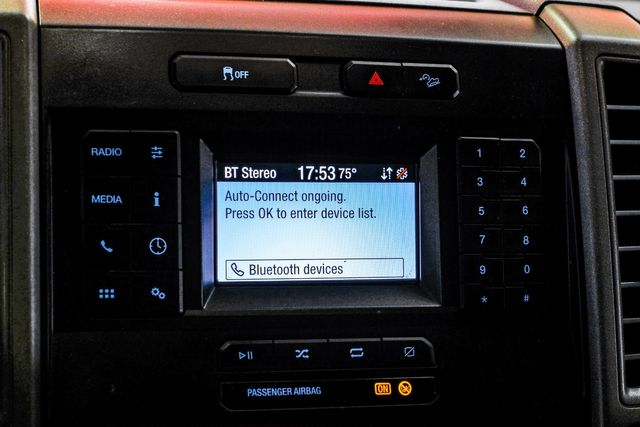 OFF
RADIO
BT Stereo 17:53 75°
1 2
Auto-Connect ongoing.
MEDIA i
3 4
Press OK to enter device list.
5 6
7 8
Bluetooth devices
9 0
* #
PASSENGER AIRBAG ON